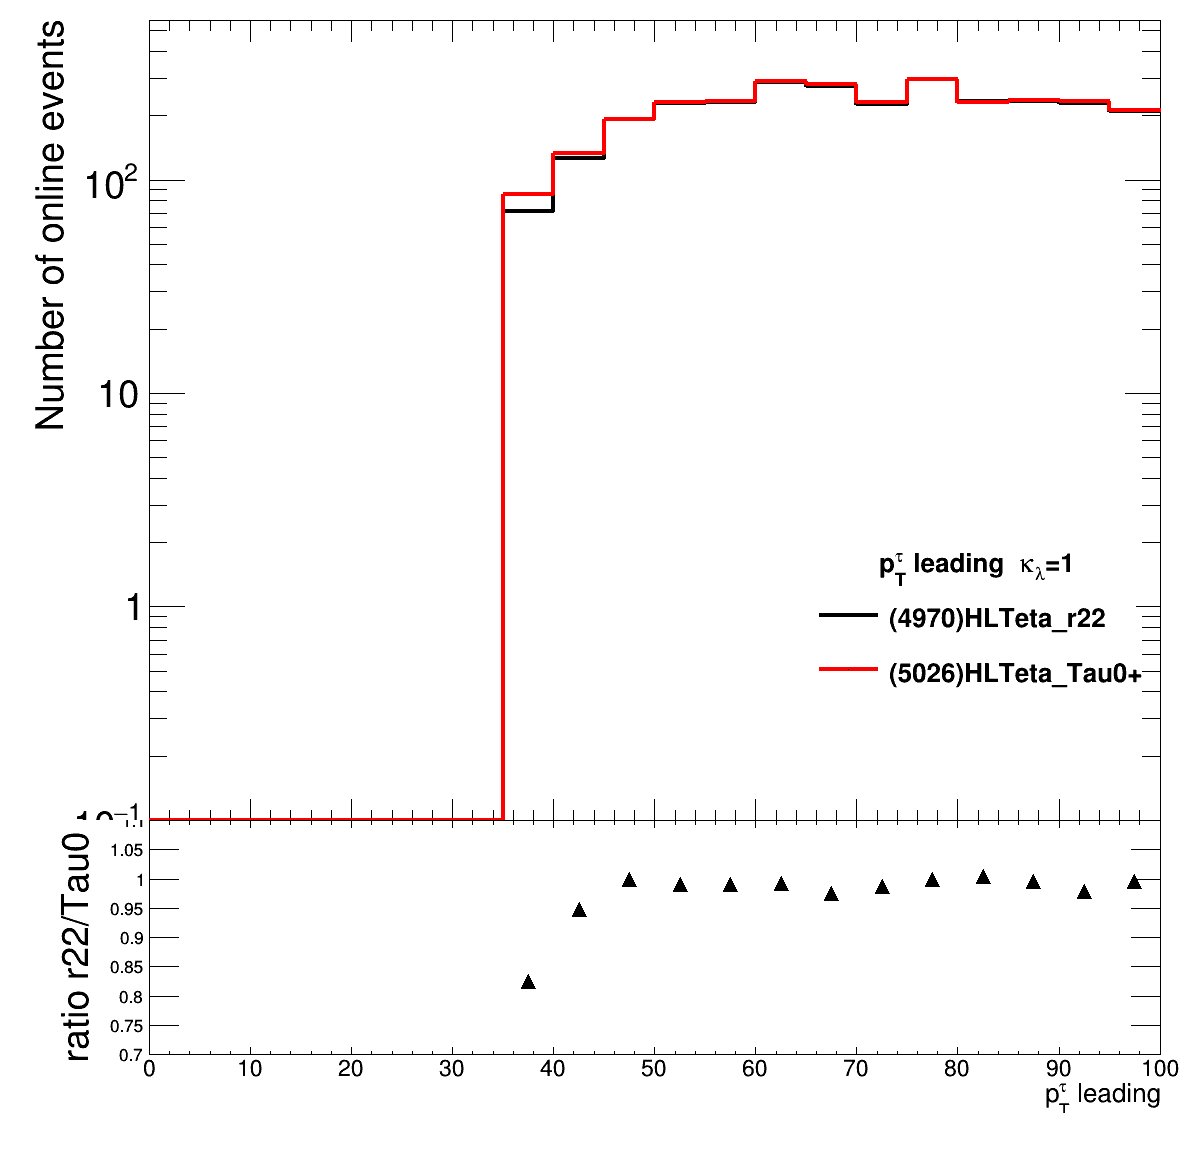 Number of online events
10²
10
1
10⁻¹
p_T^τ leading κ_λ=1
(4970)HLTeta_r22
(5026)HLTeta_Tau0+
ratio r22/Tau0
1.1
1.05
1
0.95
0.9
0.85
0.8
0.75
0.7
0 10 20 30 40 50 60 70 80 90 100
p_T^τ leading